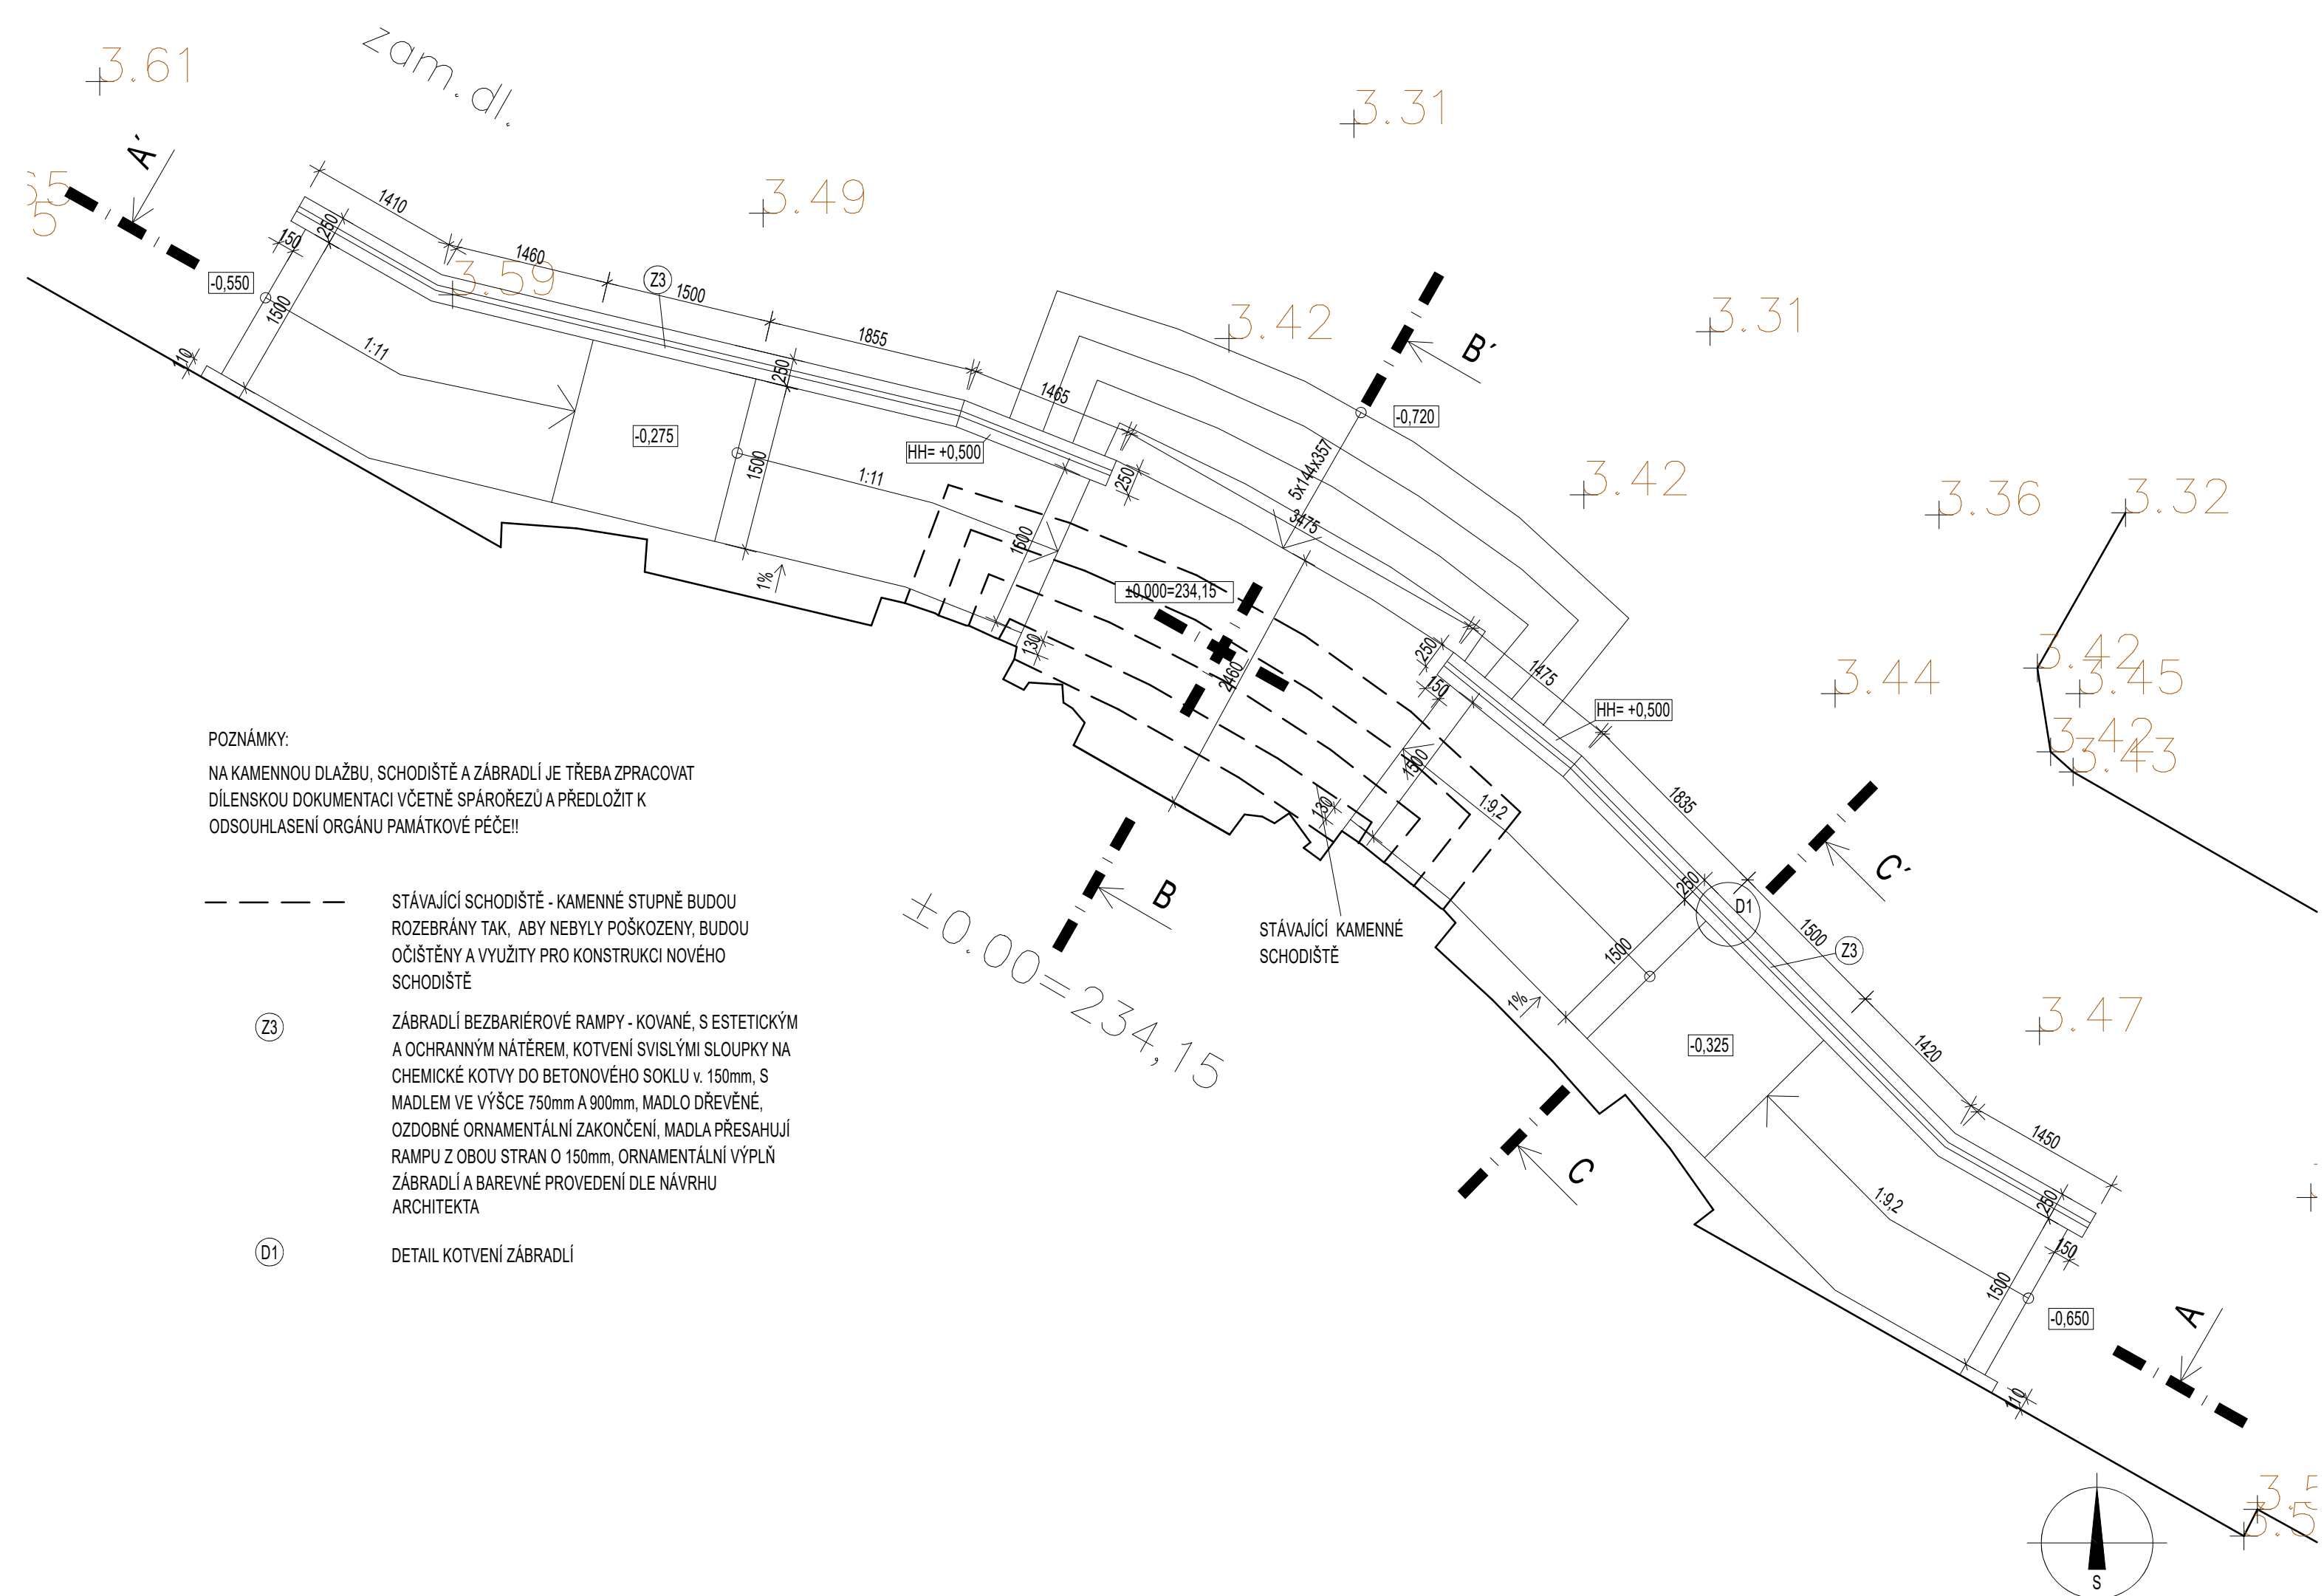 zam.dl.
3.61
3.31
A´
3.49
1410
250
150
1460
3.59
Z3
1500
-0,550
1500
1:11
110
1855
250
3.42
3.31
B´
1465
-0,720
-0,275
HH= +0,500
1500
1:11
250
5x144x357
3475
3.42
3.36
3.32
1500
1%
±0,000=234,15
130
2460
250
150
1475
HH= +0,500
3.44
3.42
3.45
3.42
3.43
1500
1:9,2
130
1835
C´
250
D1
1500
Z3
B
±0.00=234,15
STÁVAJÍCÍ KAMENNÉ
SCHODIŠTĚ
1500
1%
-0,325
3.47
1420
1450
C
1:9,2
250
150
1500
-0,650
A
110
S
POZNÁMKY:
NA KAMENNOU DLAŽBU, SCHODIŠTĚ A ZÁBRADLÍ JE TŘEBA ZPRACOVAT
DÍLENSKOU DOKUMENTACI VČETNĚ SPÁROŘEZŮ A PŘEDLOŽIT K
ODSOUHLASENÍ ORGÁNU PAMÁTKOVÉ PÉČE!!
STÁVAJÍCÍ SCHODIŠTĚ - KAMENNÉ STUPNĚ BUDOU
ROZEBRÁNY TAK, ABY NEBYLY POŠKOZENY, BUDOU
OČIŠTĚNY A VYUŽITY PRO KONSTRUKCI NOVÉHO
SCHODIŠTĚ
Z3
ZÁBRADLÍ BEZBARIÉROVÉ RAMPY - KOVANÉ, S ESTETICKÝM
A OCHRANNÝM NÁTĚREM, KOTVENÍ SVISLÝMI SLOUPKY NA
CHEMICKÉ KOTVY DO BETONOVÉHO SOKLU v. 150mm, S
MADLEM VE VÝŠCE 750mm A 900mm, MADLO DŘEVĚNÉ,
OZDOBNÉ ORNAMENTÁLNÍ ZAKONČENÍ, MADLA PŘESAHUJÍ
RAMPU Z OBOU STRAN O 150mm, ORNAMENTÁLNÍ VÝPLŇ
ZÁBRADLÍ A BAREVNÉ PROVEDENÍ DLE NÁVRHU
ARCHITEKTA
D1
DETAIL KOTVENÍ ZÁBRADLÍ